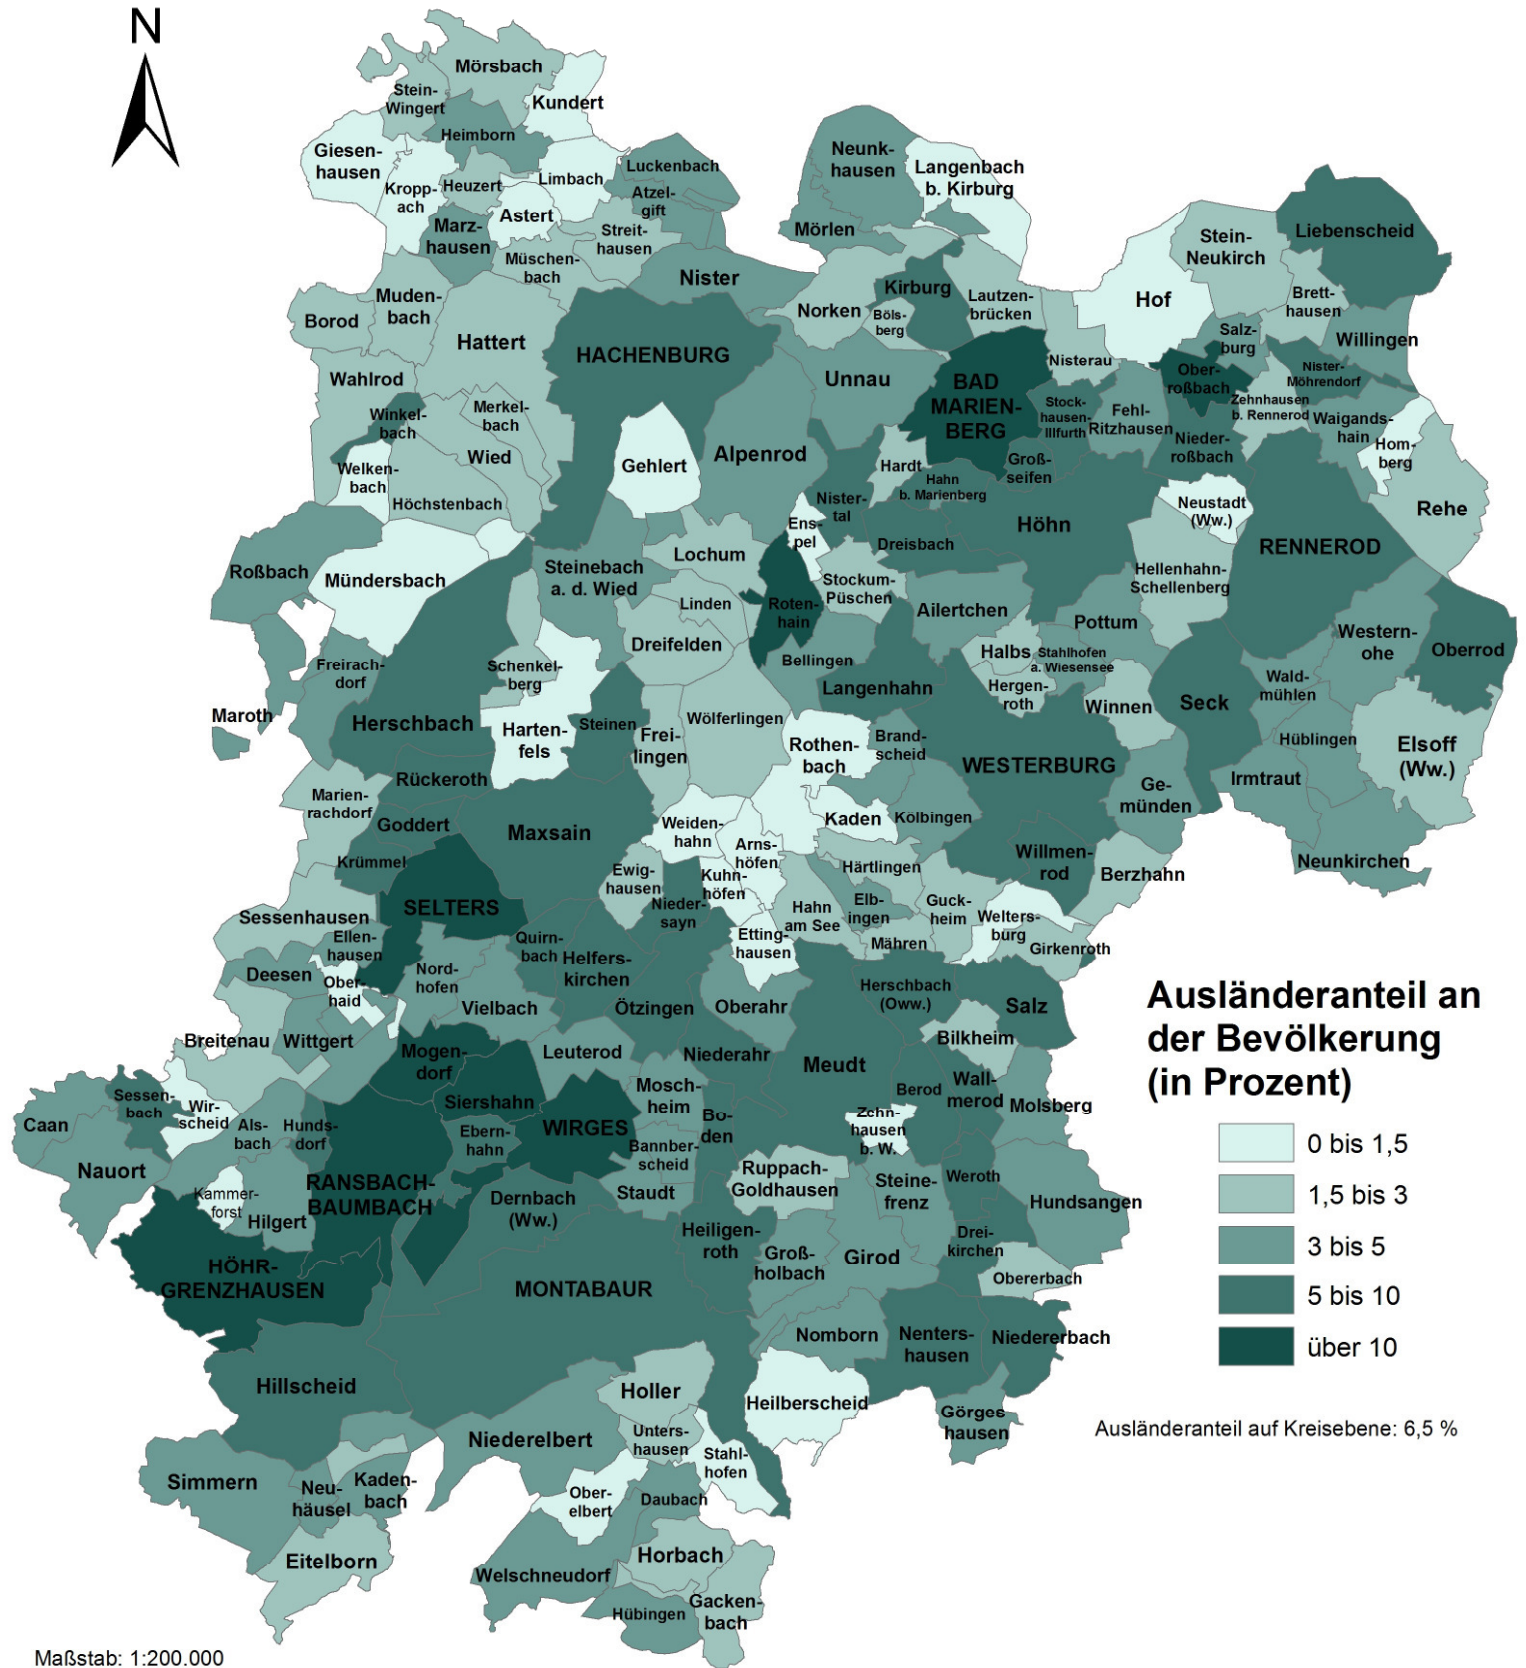 N
Mörsbach
Stein-
Wingert
Kundert
Heimborn
Giesen-
hausen
Kropp-
ach
Heuzert
Limbach
Luckenbach
Atzel-
gift
Astert
Marz-
hausen
Streit-
hausen
Müschen-
bach
Nister
Neunk-
hausen
Langenbach
b. Kirburg
Mörlen
Stein-
Neukirch
Liebenscheid
Hof
Brett-
hausen
Willingen
Kirburg
Lautzen-
brücken
Norken
Böls-
berg
Borod
Muden-
bach
Hattert
HACHENBURG
Salz-
burg
Nisterau
Ober-
roßbach
Nister-
Möhrendorf
Zehnhausen
b. Rennerod
Wahlrod
Unnau
BAD
MARIEN-
BERG
Stock-
hausen-
Illfurth
Fehl-
Ritzhausen
Nieder-
roßbach
Waigands-
hain
Hom-
berg
Winkel-
bach
Merkel-
bach
Wied
Welken-
bach
Höchstenbach
Gehlert
Alpenrod
Hardt
Großseifen
Hahn
b. Marienberg
Nister-
tal
Neustadt
(Ww.)
Rehe
Höhn
RENNEROD
Ens-
pel
Dreisbach
Roßbach
Mündersbach
Steinebach
a. d. Wied
Lochum
Linden
Roten-
hain
Stockum-
Püschen
Ailertchen
Hellenhahn-
Schellenberg
Pottum
Dreifelden
Bellingen
Halbs
Stahlhofen
a. Wiesensee
Western-
ohe
Oberrod
Freirach-
dorf
Schenkel-
berg
Langenhahn
Hergen-
roth
Winnen
Seck
Wald-
mühlen
Maroth
Herschbach
Harten-
fels
Steinen
Frei-
lingen
Wölferlingen
Rothen-
bach
Brand-
scheid
WESTERBURG
Hüblingen
Elsoff
(Ww.)
Rückeroth
Ge-
münden
Irmtraut
Marien-
rachdorf
Goddert
Maxsain
Weiden-
hahn
Arns-
höfen
Kaden
Kölbingen
Krümmel
Ewig-
hausen
Kuhn-
höfen
Härtlingen
Willmen-
rod
Berzhahn
Neunkirchen
Sessenhausen
SELTERS
Nieder-
sayn
Hahn
am See
Elb-
ingen
Guck-
heim
Welters-
burg
Girkenroth
Ellen-
hausen
Quirn-
bach
Helfers-
kirchen
Etting-
hausen
Mähren
Deesen
Ober-
haid
Nord-
hofen
Vielbach
Ötzingen
Oberahr
Herschbach
(Oww.)
Salz
Breitenau
Wittgert
Mogen-
dorf
Leuterod
Niederahr
Meudt
Bilkheim
Ausländeranteil an
der Bevölkerung
(in Prozent)
Sessen-
bach
Wir-
scheid
Siershahn
Mosch-
heim
Berod
Wall-
merod
Molsberg
Caan
Als-
bach
Hunds-
dorf
Ebern-
hahn
WIRGES
Bo-
den
Zehn-
hausen
b. W.
0 bis 1,5
Nauort
Bannber-
scheid
Ruppach-
Goldhausen
Steine-
frenz
Weroth
Hundsangen
1,5 bis 3
Kammer-
forst
Hilgert
RANSBACH-
BAUMBACH
Dernbach
(Ww.)
Staudt
Heiligen-
roth
Groß-
holbach
Girod
Drei-
kirchen
3 bis 5
HÖHR-
GRENZHAUSEN
MONTABAUR
Obererbach
5 bis 10
Nomborn
Nenters-
hausen
Niedererbach
über 10
Hillscheid
Holler
Heilberscheid
Görges
hausen
Ausländeranteil auf Kreisebene: 6,5 %
Niederelbert
Unters-
hausen
Stahl-
hofen
Simmern
Neu-
häusel
Kaden-
bach
Ober-
elbert
Daubach
Eitelborn
Horbach
Welschneudorf
Hübingen
Gacken-
bach
Maßstab: 1:200.000